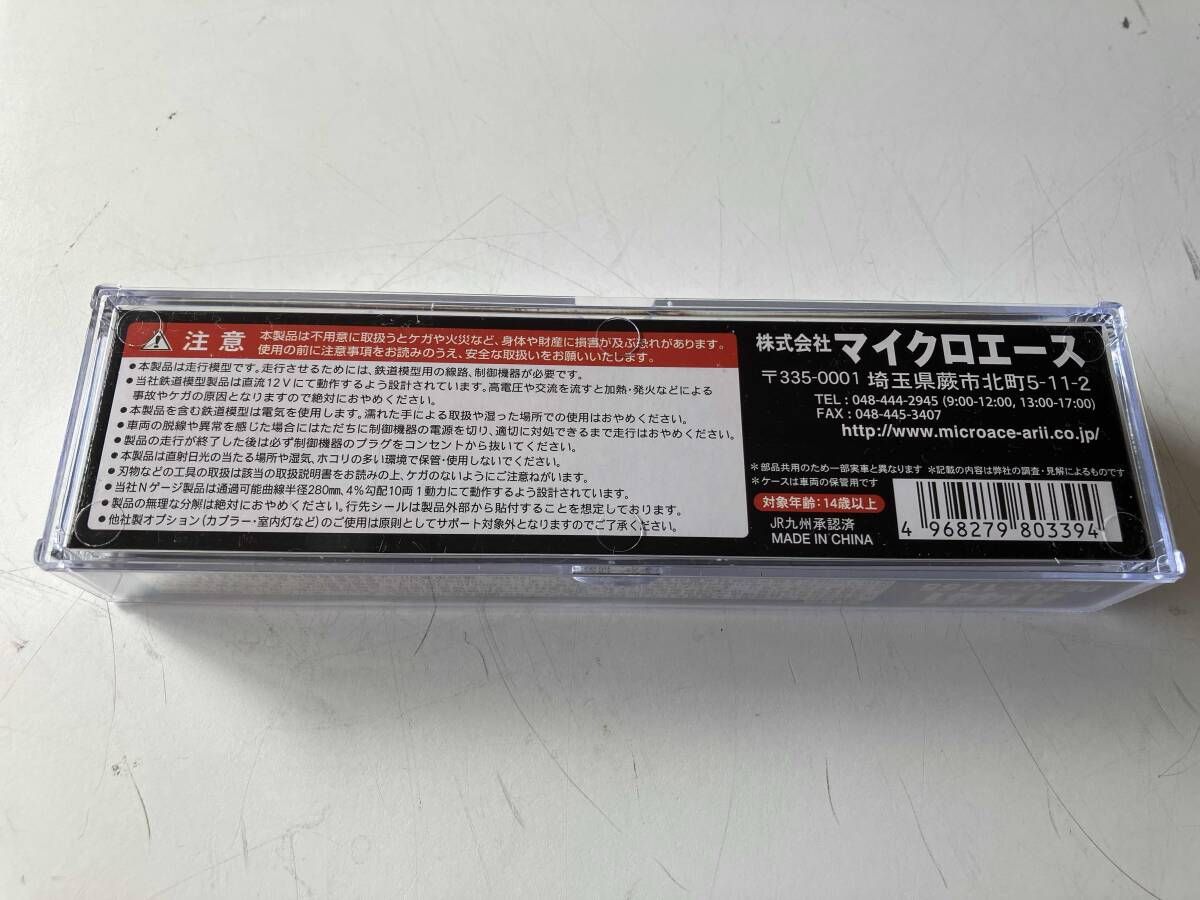 注意
本製品は不用意に取扱うとケガや火災など、身体や財産に損害が及ぶ恐れがあります。
使用の前に注意事項をお読みのうえ、安全な取扱いをお願いいたします。
●本製品は走行模型です。走行させるためには、鉄道模型用の線路、制御機器が必要です。
●当社鉄道模型製品は直流12Vにて動作するよう設計されています。高電圧や交流を流すと加熱・発火などによる
事故やケガの原因となりますので絶対におやめください。
●本製品を含む鉄道模型は電気を使用します。濡れた手による取扱や湿った場所での使用はおやめください。
●車両の脱線や異常を感じた場合にはただちに制御機器の電源を切り、適切に対処できるまで走行はおやめください。
●製品の走行が終了した後は必ず制御機器のプラグをコンセントから抜いてください。
●本製品は直射日光の当たる場所や湿気、ホコリの多い環境で保管・使用しないでください。
●刃物などの工具の取扱は該当の取扱説明書をお読みの上、ケガのないようにご注意ねがいます。
●当社Nゲージ製品は通過可能曲線半径280mm、4%勾配10両1動力にて動作するよう設計されています。
●製品の無理な分解は絶対におやめください。行先シールは製品外部から貼付することを想定しております。
●他社製オプション(カプラー・室内灯など)のご使用は原則としてサポート対象外となりますのでご了承ください。
株式会社マイクロエース
〒335-0001 埼玉県蕨市北町5-11-2
TEL : 048-444-2945 (9:00-12:00, 13:00-17:00)
FAX : 048-445-3407
http://www.microace-arii.co.jp/
*部品共用のため一部実車と異なります *記載の内容は弊社の調査・見解によるものです
*ケースは車両の保管用です
対象年齢:14歳以上
JR九州承認済
MADE IN CHINA
4 968279 803394